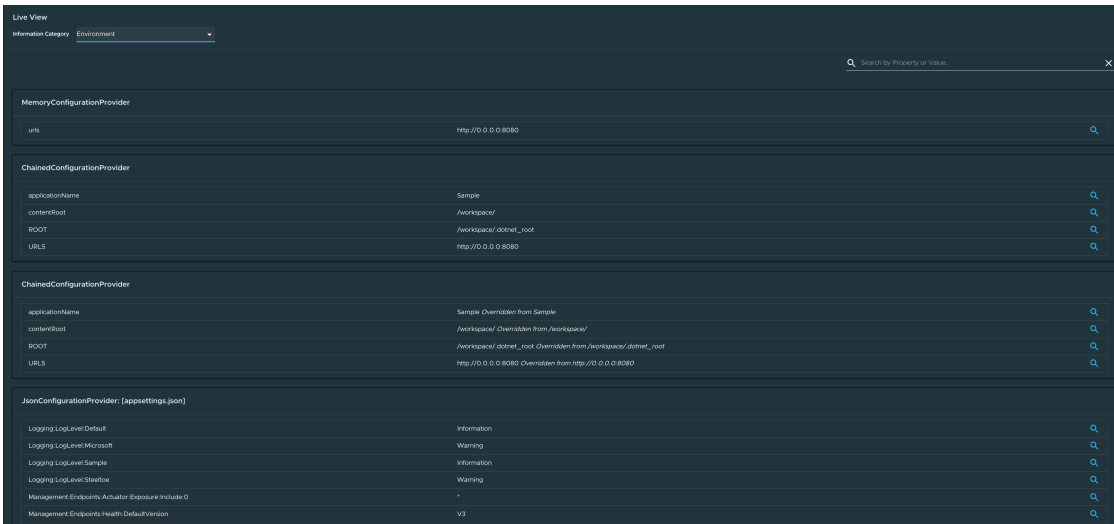 Live View
Information Category Environment
Search by Property or Value...
MemoryConfigurationProvider
urls http://0.0.0.0:8080
ChainedConfigurationProvider
applicationName Sample
contentRoot /workspace/
ROOT /workspace/.dotnet_root
URLS http://0.0.0.0:8080
ChainedConfigurationProvider
applicationName Sample Overridden from Sample
contentRoot /workspace/ Overridden from /workspace/
ROOT /workspace/.dotnet_root Overridden from /workspace/.dotnet_root
URLS http://0.0.0.0:8080 Overridden from http://0.0.0.0:8080
JsonConfigurationProvider: [appsettings.json]
Logging:LogLevel:Default Information
Logging:LogLevel:Microsoft Warning
Logging:LogLevel:Sample Information
Logging:LogLevel:Steeltoe Warning
Management:Endpoints:Actuator:Exposure:Include:0 *
Management:Endpoints:Health:DefaultVersion V3